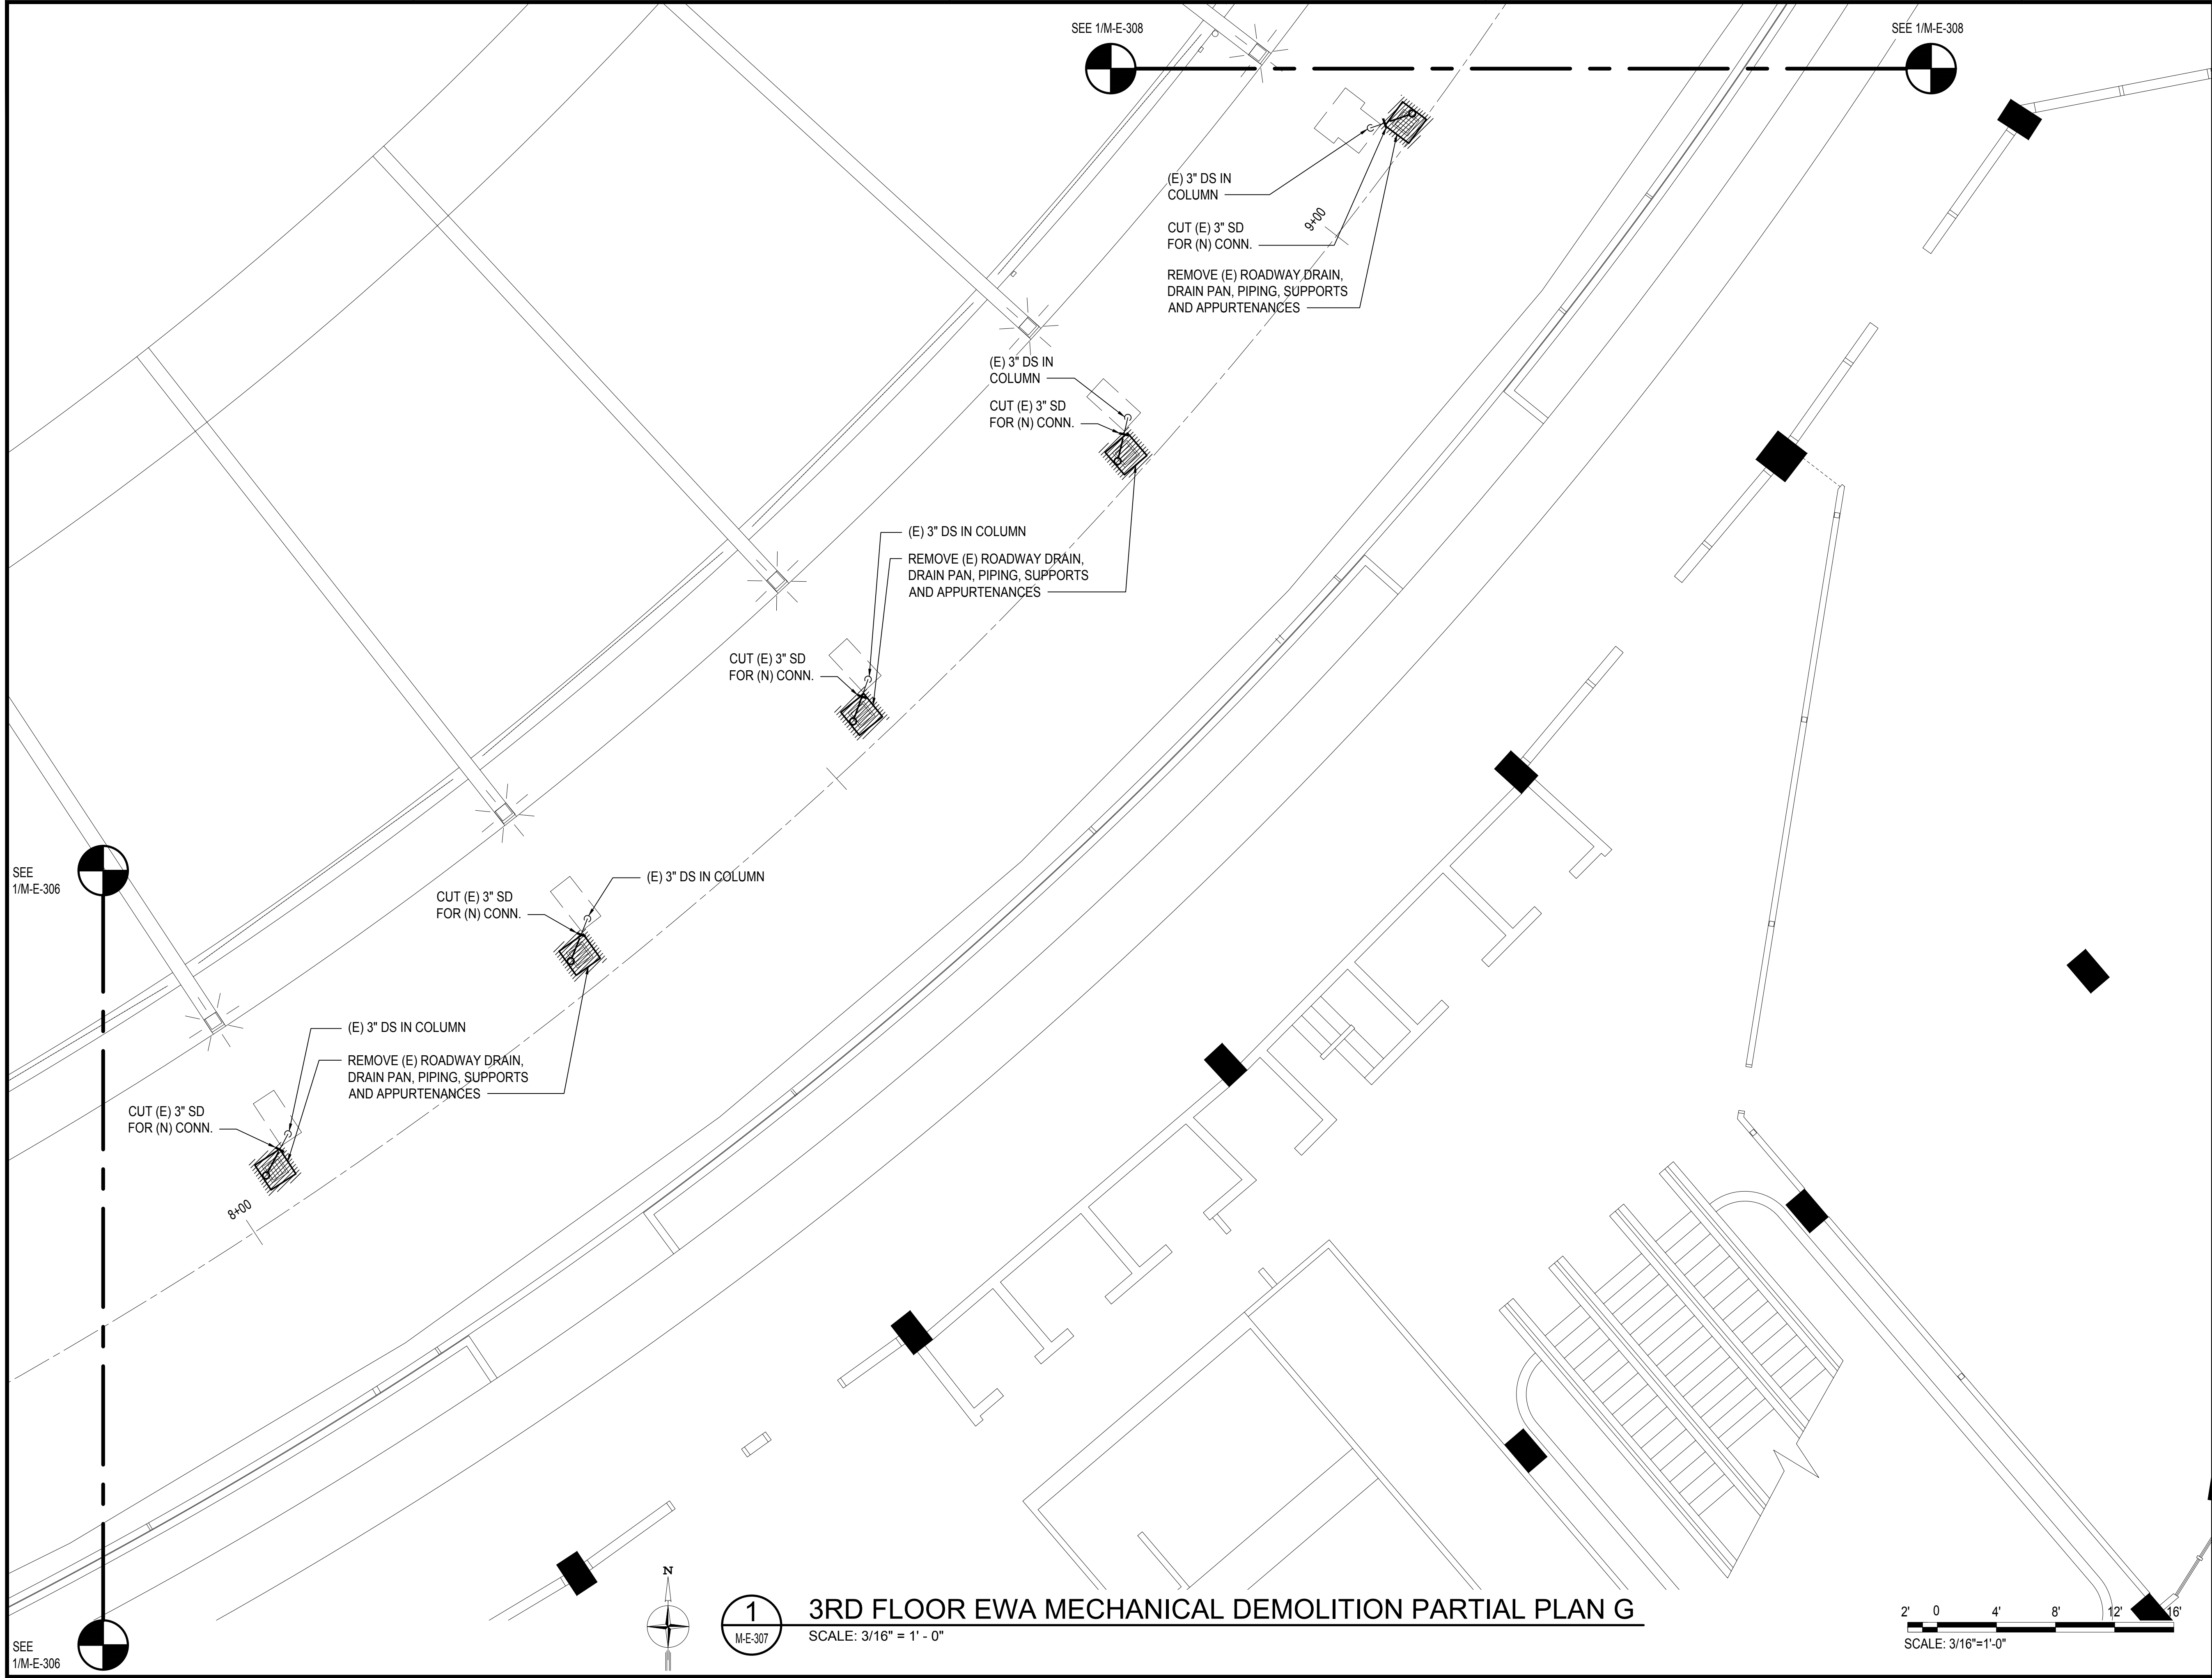 SEE 1/M-E-308
SEE 1/M-E-308
(E) 3" DS IN
COLUMN
CUT (E) 3" SD
FOR (N) CONN.
9+00
REMOVE (E) ROADWAY DRAIN,
DRAIN PAN, PIPING, SUPPORTS
AND APPURTENANCES
(E) 3" DS IN
COLUMN
CUT (E) 3" SD
FOR (N) CONN.
(E) 3" DS IN COLUMN
REMOVE (E) ROADWAY DRAIN,
DRAIN PAN, PIPING, SUPPORTS
AND APPURTENANCES
CUT (E) 3" SD
FOR (N) CONN.
SEE
1/M-E-306
(E) 3" DS IN COLUMN
CUT (E) 3" SD
FOR (N) CONN.
(E) 3" DS IN COLUMN
REMOVE (E) ROADWAY DRAIN,
DRAIN PAN, PIPING, SUPPORTS
AND APPURTENANCES
CUT (E) 3" SD
FOR (N) CONN.
8+00
N
1
M-E-307
3RD FLOOR EWA MECHANICAL DEMOLITION PARTIAL PLAN G
SCALE: 3/16" = 1' - 0"
2' 0 4' 8' 12' 16'
SCALE: 3/16"=1'-0"
SEE
1/M-E-306